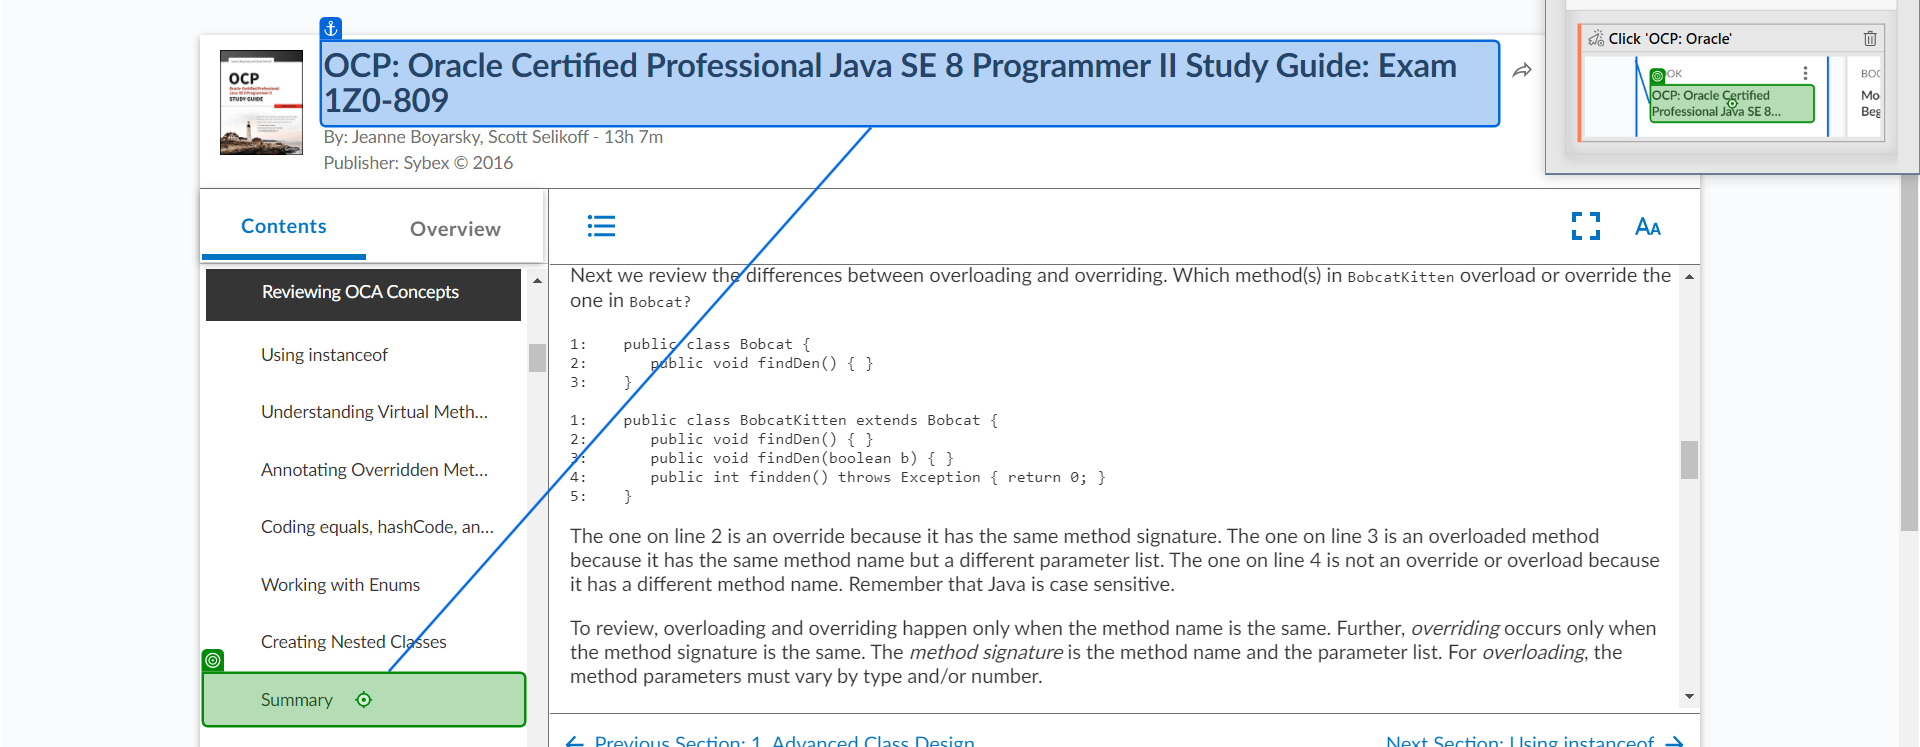 OCP: Oracle Certified Professional Java SE 8 Programmer II Study Guide: Exam
1Z0-809
By: Jeanne Boyarsky, Scott Selikoff - 13h 7m
Publisher: Sybex © 2016
OCP
STUDY GUIDE
Click 'OCP: Oracle'
OK
OCP: Oracle Certified
Professional Java SE 8...
BOO
Mo
Beg
Contents
Overview
Reviewing OCA Concepts
Using instanceof
Understanding Virtual Meth...
Annotating Overridden Met...
Coding equals, hashCode, an...
Working with Enums
Creating Nested Classes
Summary
AA
Next we review the differences between overloading and overriding. Which method(s) in BobcatKitten overload or override the
one in Bobcat?
1:    public class Bobcat {
2:       public void findDen() { }
3:    }
1:    public class BobcatKitten extends Bobcat {
2:       public void findDen() { }
3:       public void findDen(boolean b) { }
4:       public int findden() throws Exception { return 0; }
5:    }
The one on line 2 is an override because it has the same method signature. The one on line 3 is an overloaded method
because it has the same method name but a different parameter list. The one on line 4 is not an override or overload because
it has a different method name. Remember that Java is case sensitive.
To review, overloading and overriding happen only when the method name is the same. Further, overriding occurs only when
the method signature is the same. The method signature is the method name and the parameter list. For overloading, the
method parameters must vary by type and/or number.
Previous Section: 1. Advanced Class Design
Next Section: Using instanceof